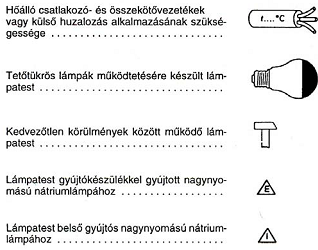 Hőálló csatlakozó- és összekötővezetékek
vagy külső huzalozás alkalmazásának szüksé-
gessége ..............................
t....°C
Tetőtükrös lámpák működtetésére készült lám-
patest ..............................
Kedvezőtlen körülmények között működő lám-
patest ..............................
Lámpatest gyújtókészülékkel gyújtott nagynyo-
mású nátriumlámpához ..................
E
Lámpatest belső gyújtós nagynyomású nátrium-
lámpához ..............................
I